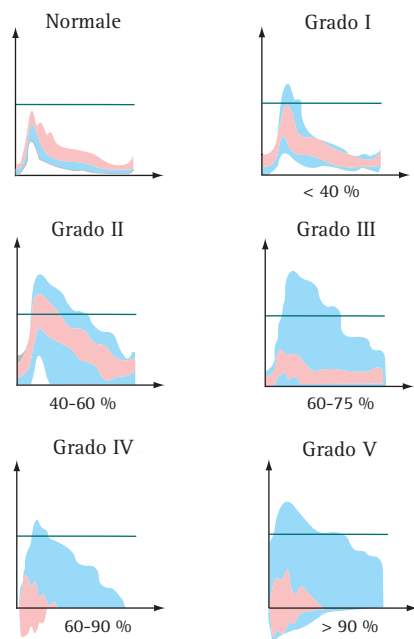 Normale
Grado I
< 40 %
Grado II
Grado III
40-60 %
60-75 %
Grado IV
Grado V
60-90 %
> 90 %